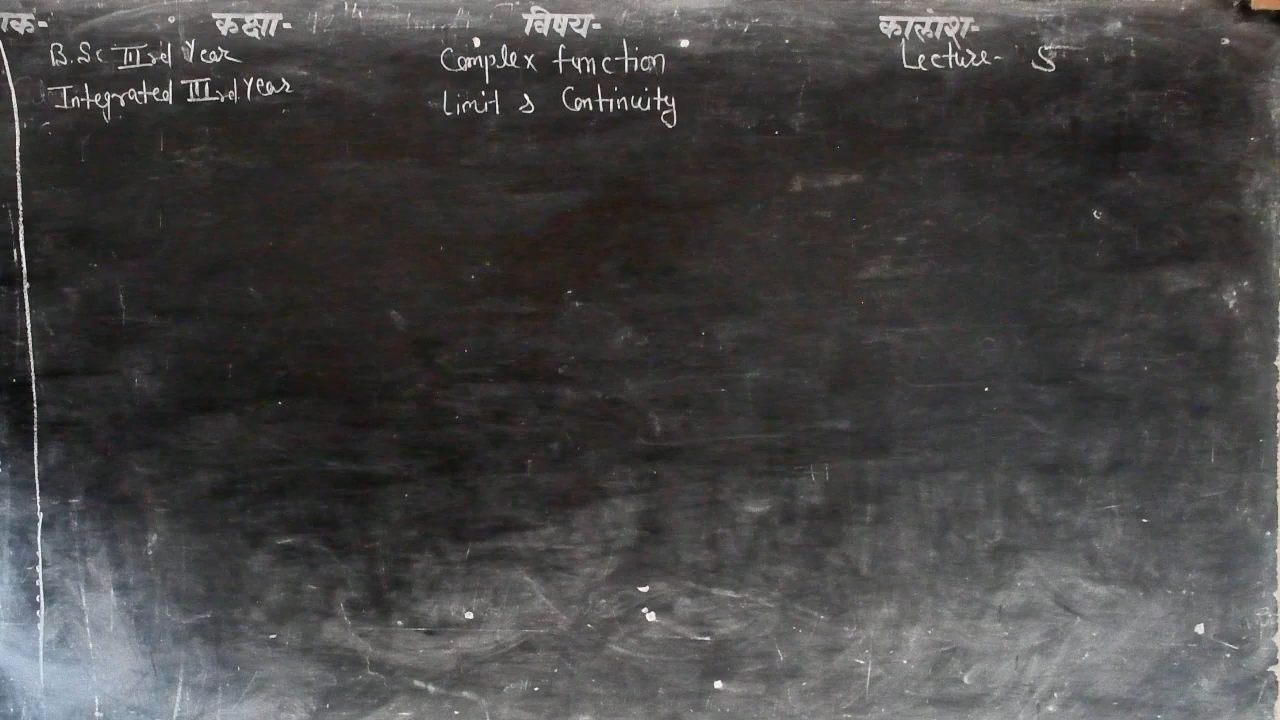 क- कक्षा- विषय- कालांश-
B.Sc IIIrd Year Complex function Lecture- 5
Integrated IIIrd Year Limit & Continuity